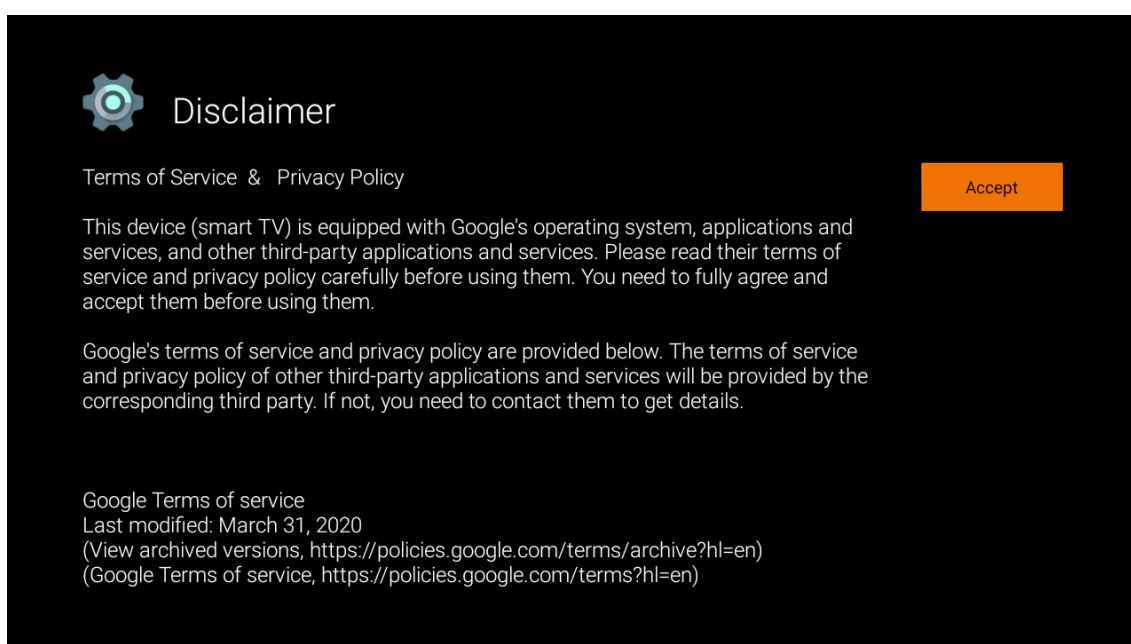 Disclaimer
Terms of Service & Privacy Policy
Accept
This device (smart TV) is equipped with Google's operating system, applications and
services, and other third-party applications and services. Please read their terms of
service and privacy policy carefully before using them. You need to fully agree and
accept them before using them.
Google's terms of service and privacy policy are provided below. The terms of service
and privacy policy of other third-party applications and services will be provided by the
corresponding third party. If not, you need to contact them to get details.
Google Terms of service
Last modified: March 31, 2020
(View archived versions, https://policies.google.com/terms/archive?hl=en)
(Google Terms of service, https://policies.google.com/terms?hl=en)